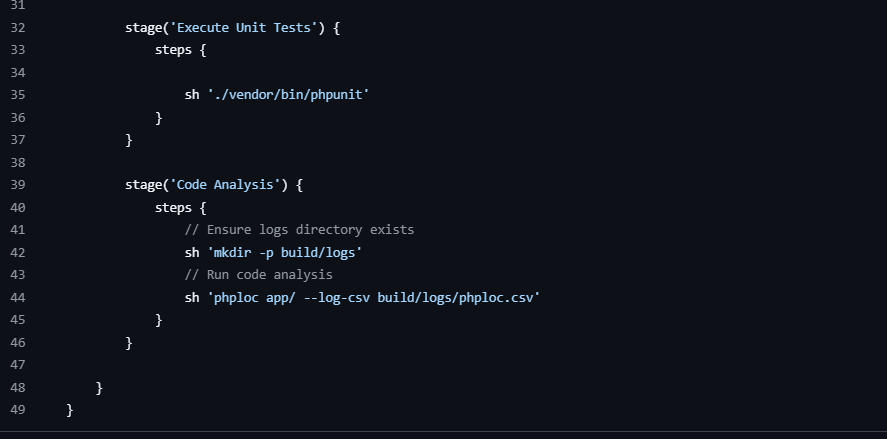 31
32 stage('Execute Unit Tests') {
33 steps {
34
35 sh './vendor/bin/phpunit'
36 }
37 }
38
39 stage('Code Analysis') {
40 steps {
41 // Ensure logs directory exists
42 sh 'mkdir -p build/logs'
43 // Run code analysis
44 sh 'phploc app/ --log-csv build/logs/phploc.csv'
45 }
46 }
47
48 }
49 }